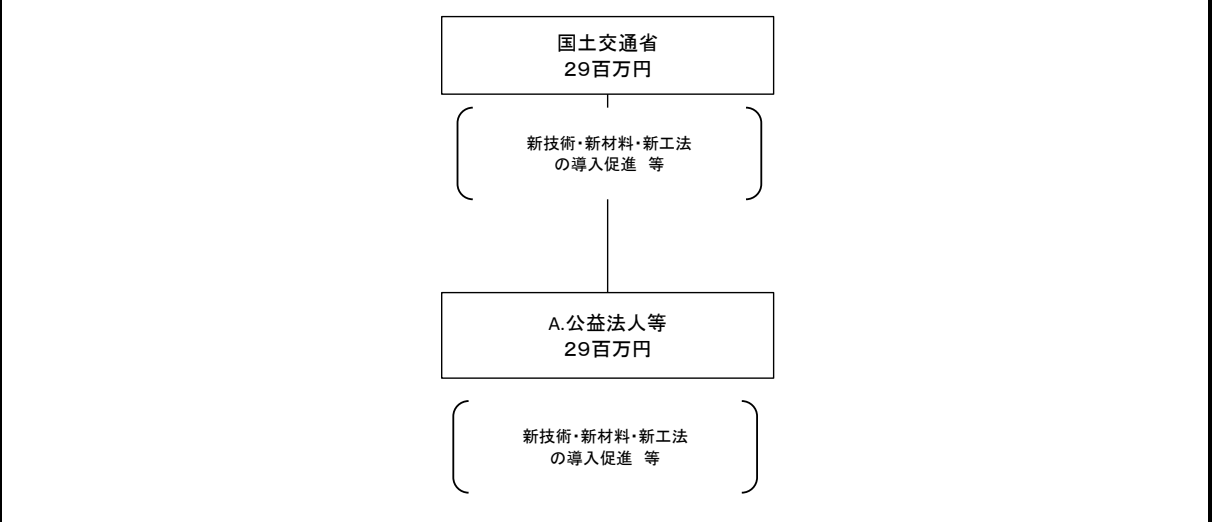 国土交通省
29百万円
新技術・新材料・新工法
の導入促進　等
A.公益法人等
29百万円
新技術・新材料・新工法
の導入促進　等